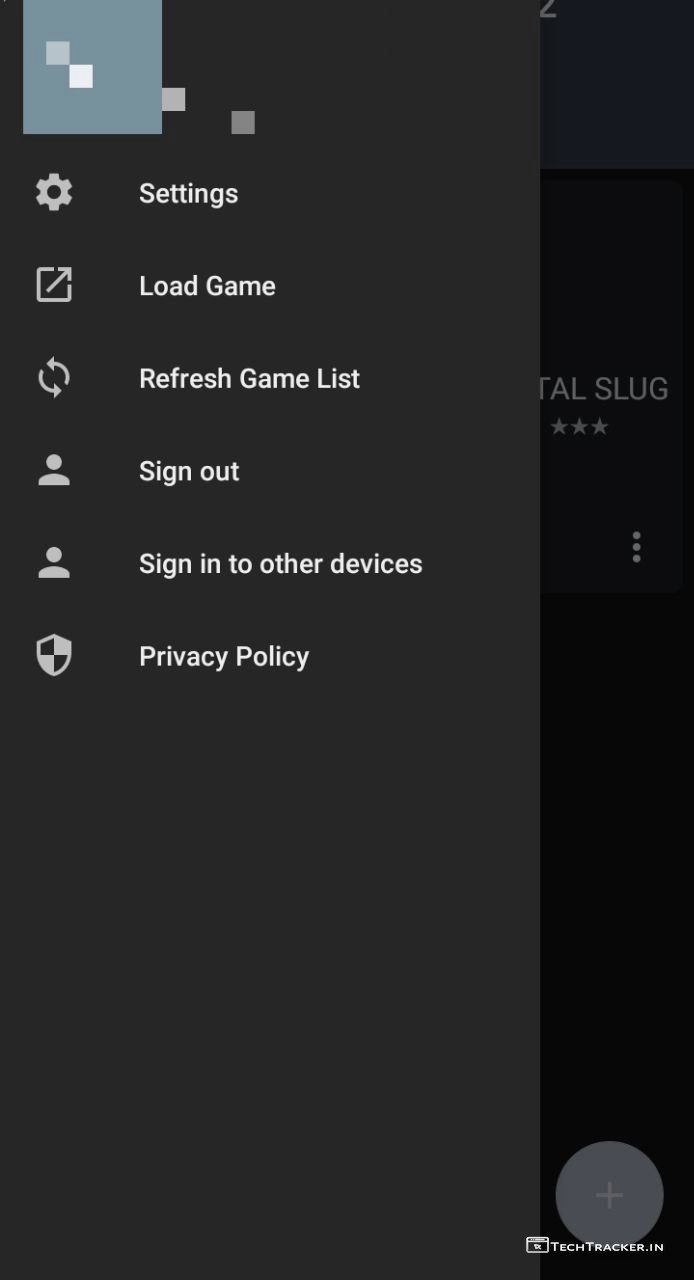 2
Settings
Load Game
Refresh Game List
TAL SLUG
★★★
Sign out
Sign in to other devices
Privacy Policy
TECHTRACKER.IN